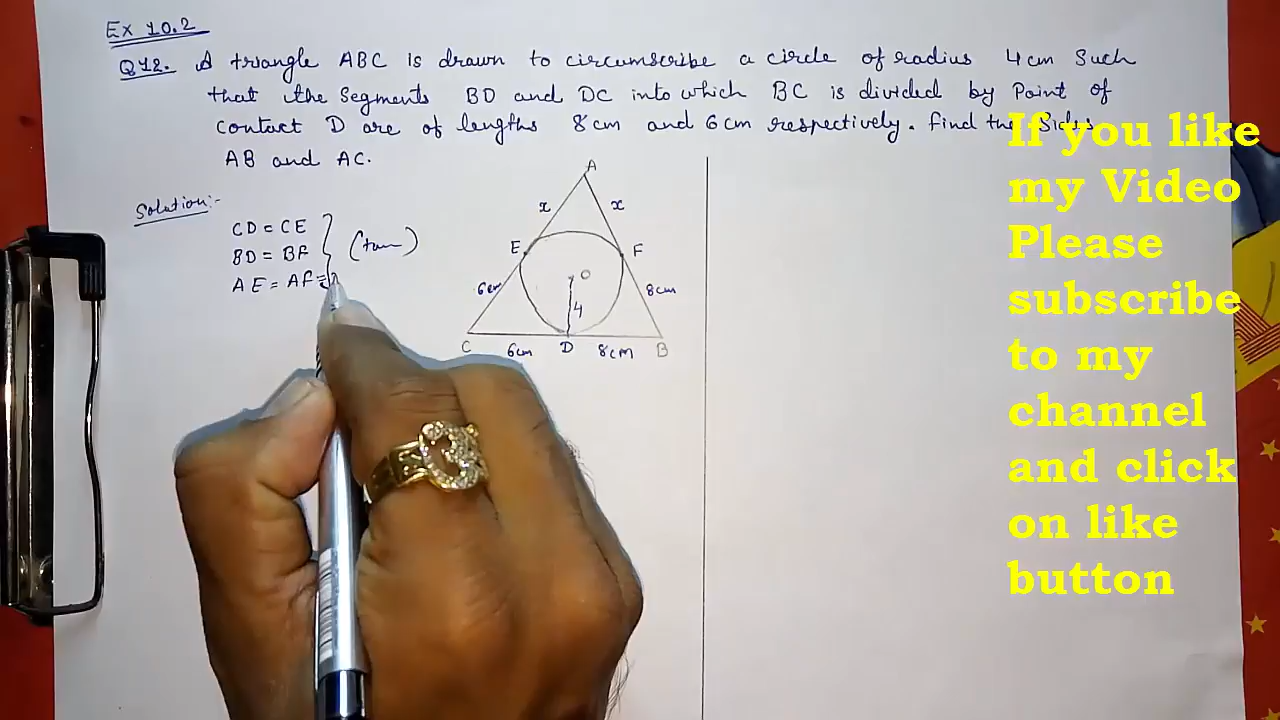 Ex 10.2
Q12. A triangle ABC is drawn to circumscribe a circle of radius 4cm Such
that the Segments BD and DC into which BC is divided by Point of
contact D are of lengths 8cm and 6cm respectively. find the Sides
AB and AC.
Solution:-
CD = CE
BD = BF
AE = AF =
(tan)
A
x
x
E
F
O
6cm
4
8cm
C
6cm
D
8cm
B
If you like
my Video
Please
subscribe
to my
channel
and click
on like
button